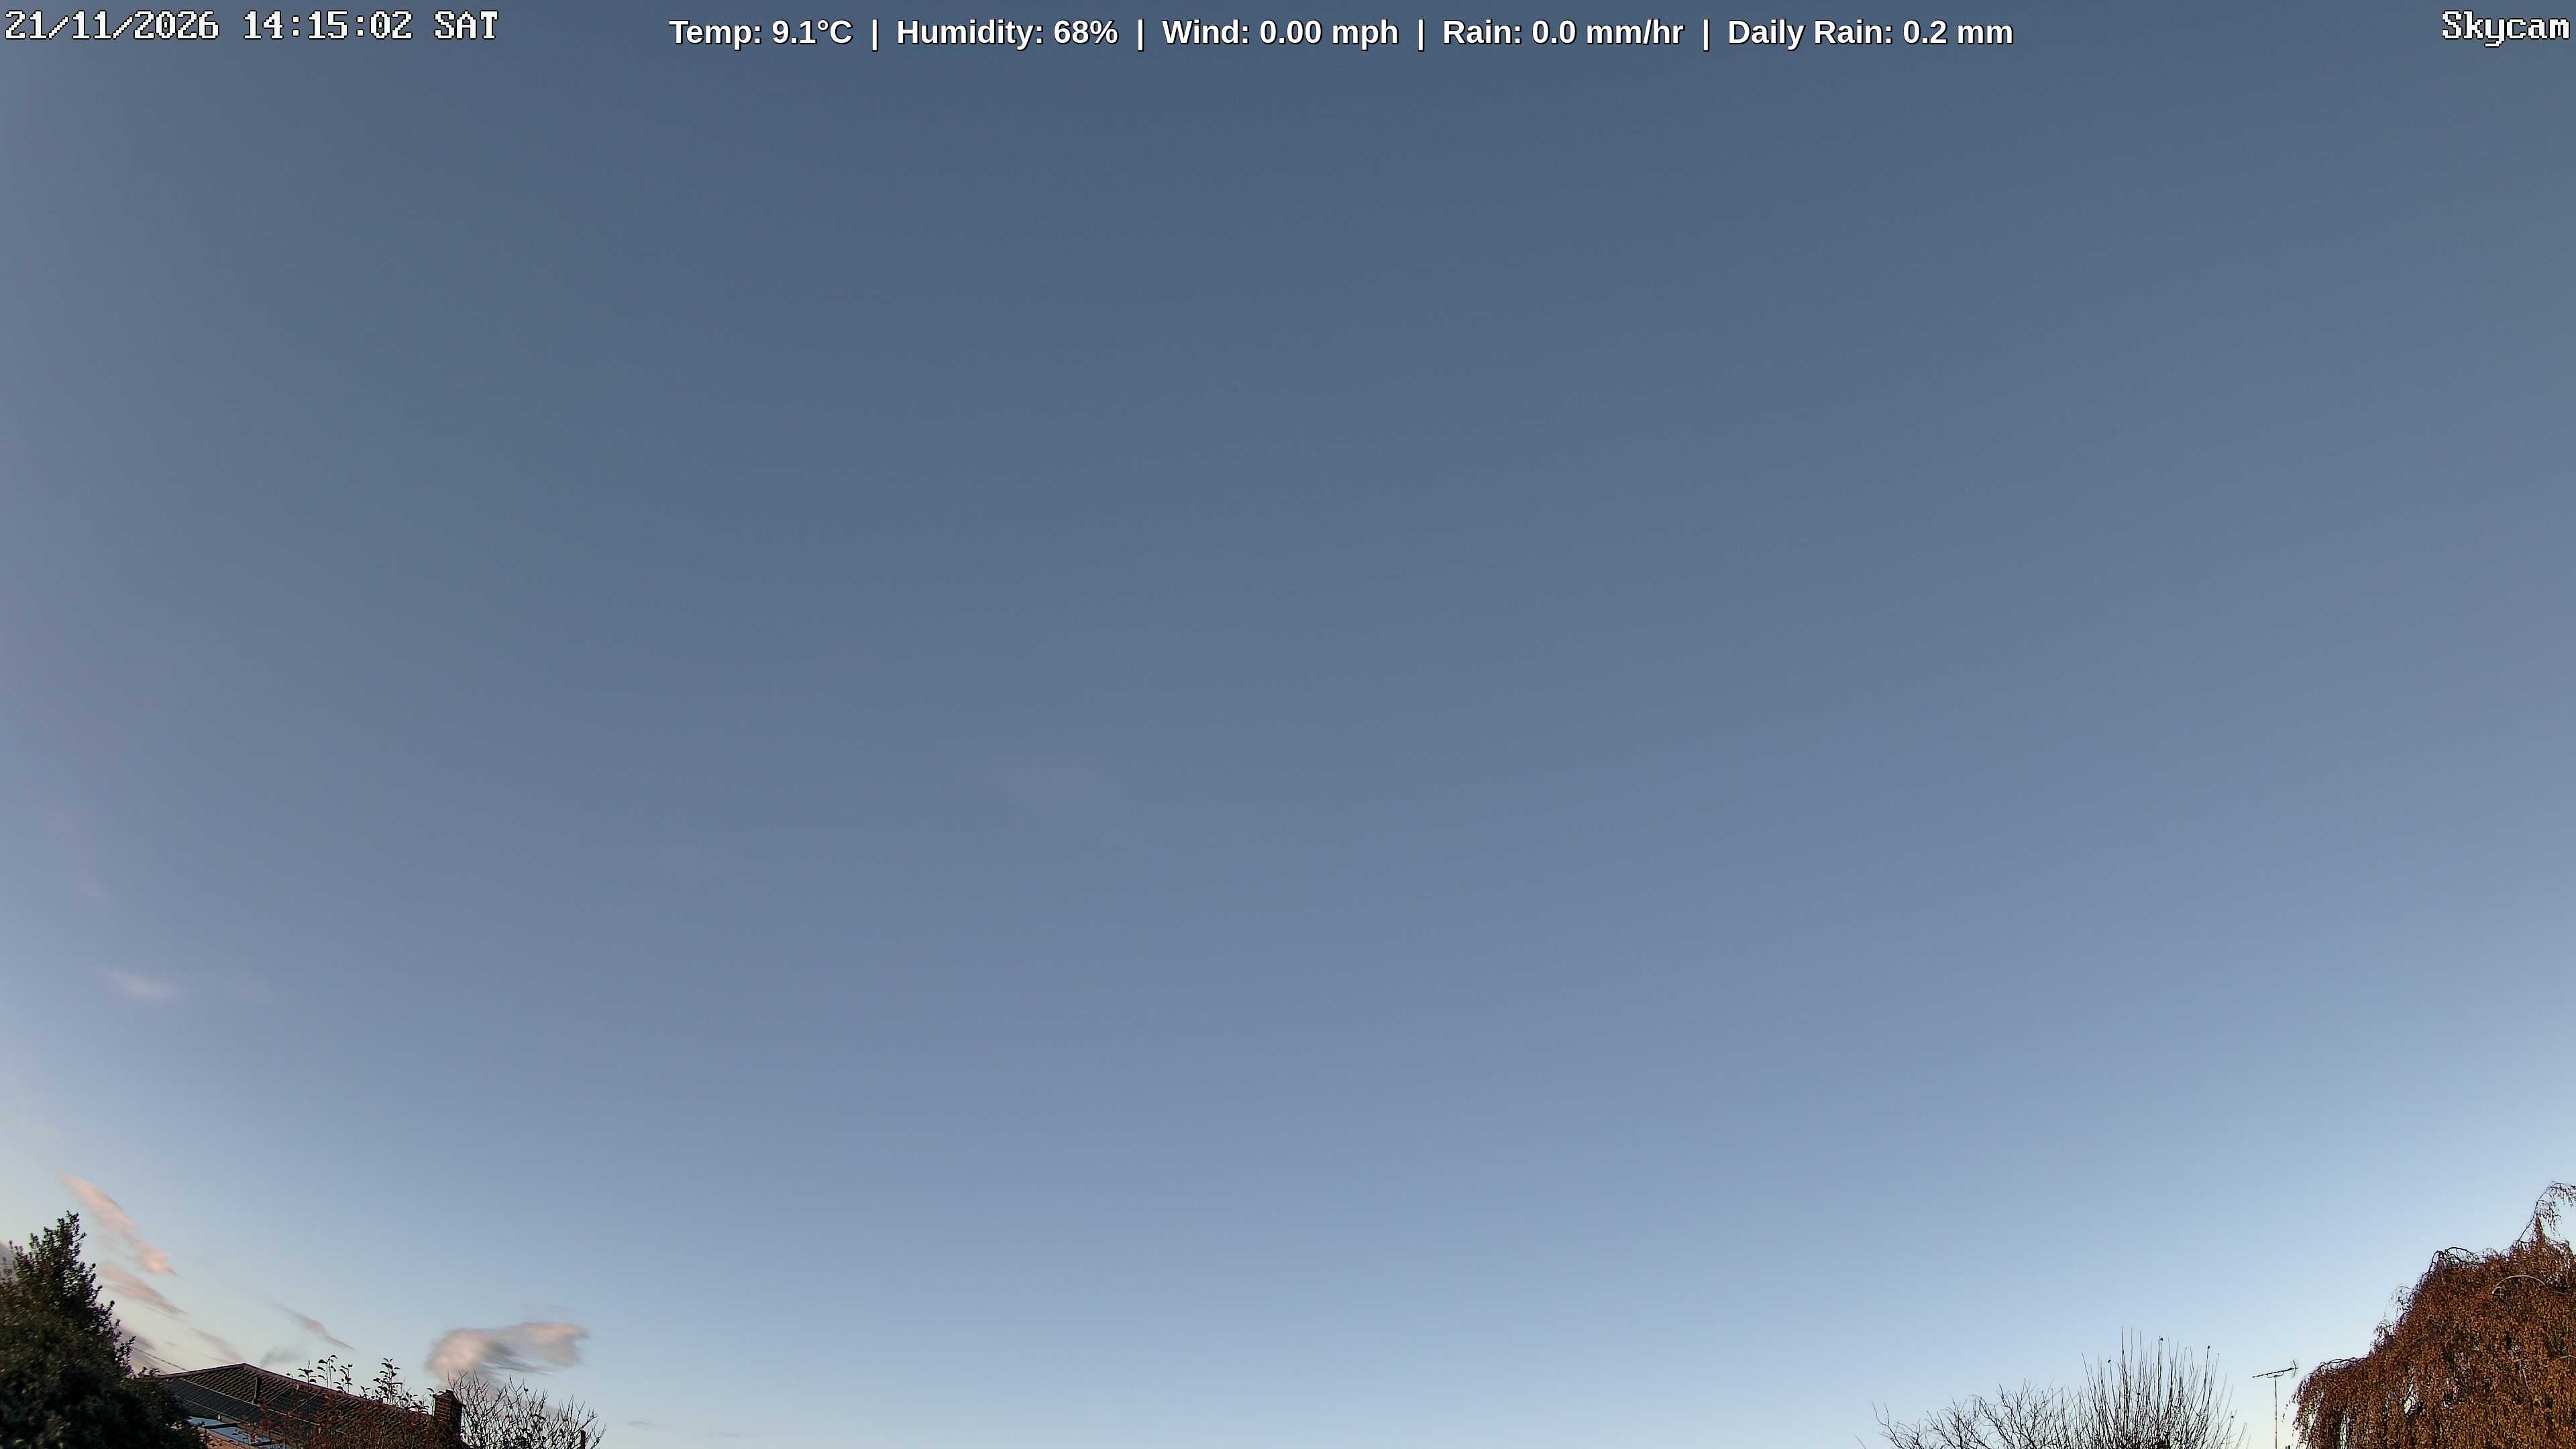 21/11/2026 14:15:02 SAT
Temp: 9.1°C | Humidity: 68% | Wind: 0.00 mph | Rain: 0.0 mm/hr | Daily Rain: 0.2 mm
Skycam